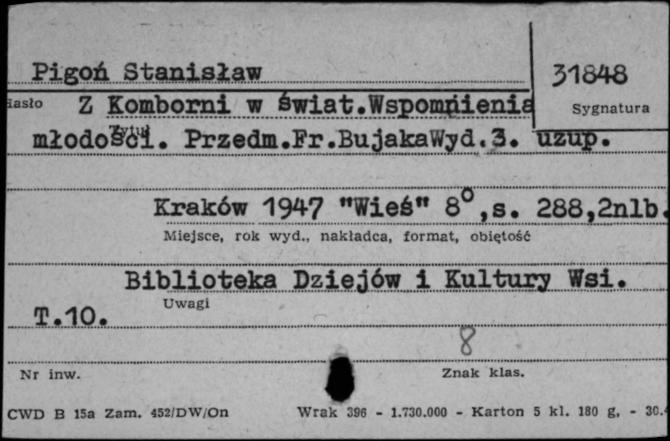 Pigoń Stanisław
31848
Hasło
Z Komborni w świat.Wspomnienia
Sygnatura
Tytuł
młodości. Przedm.Fr.BujakaWyd.3. uzup.
Kraków 1947 "Wieś" 8°,s. 288,2nlb.
Miejsce, rok wyd., nakładca, format, objętość
Biblioteka Dziejów i Kultury Wsi.
Uwagi
T.10.
8
Nr inw.
Znak klas.
CWD B 15a Zam. 452/DW/On Wrak 396 - 1.730.000 - Karton 5 kl. 180 g, - 30.4